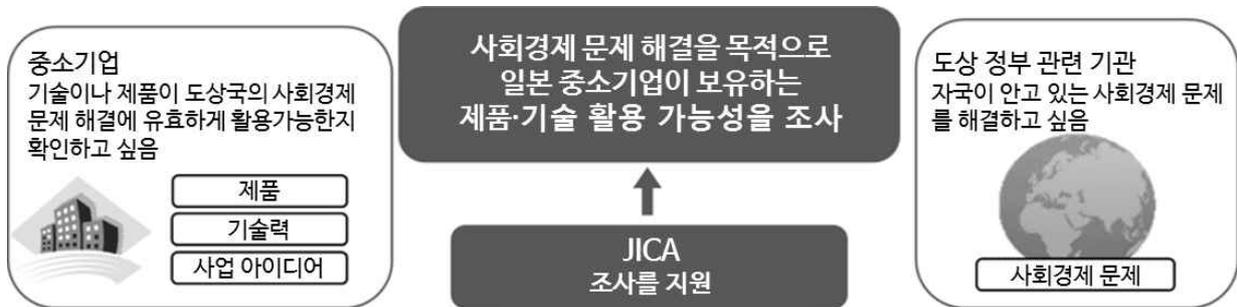 중소기업
기술이나 제품이 도상국의 사회경제
문제 해결에 유효하게 활용가능한지
확인하고 싶음
제품
기술력
사업 아이디어
사회경제 문제 해결을 목적으로
일본 중소기업이 보유하는
제품·기술 활용 가능성을 조사
JICA
조사를 지원
도상 정부 관련 기관
자국이 안고 있는 사회경제 문제
를 해결하고 싶음
사회경제 문제